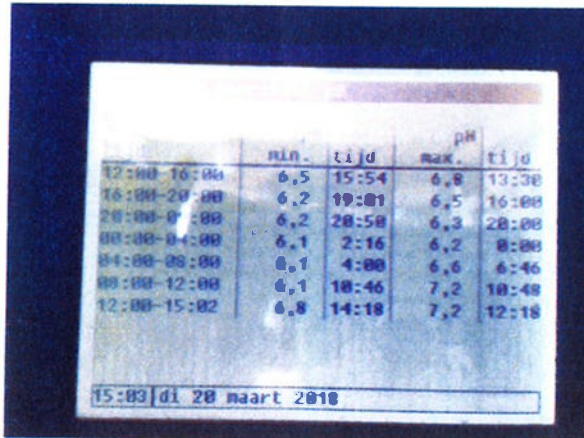 pH
min. tijd max. tijd
12:00-16:00 6,5 15:54 6,8 13:30
16:00-20:00 6,2 19:01 6,5 16:00
20:00-00:00 6,2 20:50 6,3 20:00
00:00-04:00 6,1 2:16 6,2 0:00
04:00-08:00 6,1 4:00 6,6 6:46
08:00-12:00 6,1 10:46 7,2 10:48
12:00-15:02 6,8 14:18 7,2 12:18
15:03 di 20 maart 2018